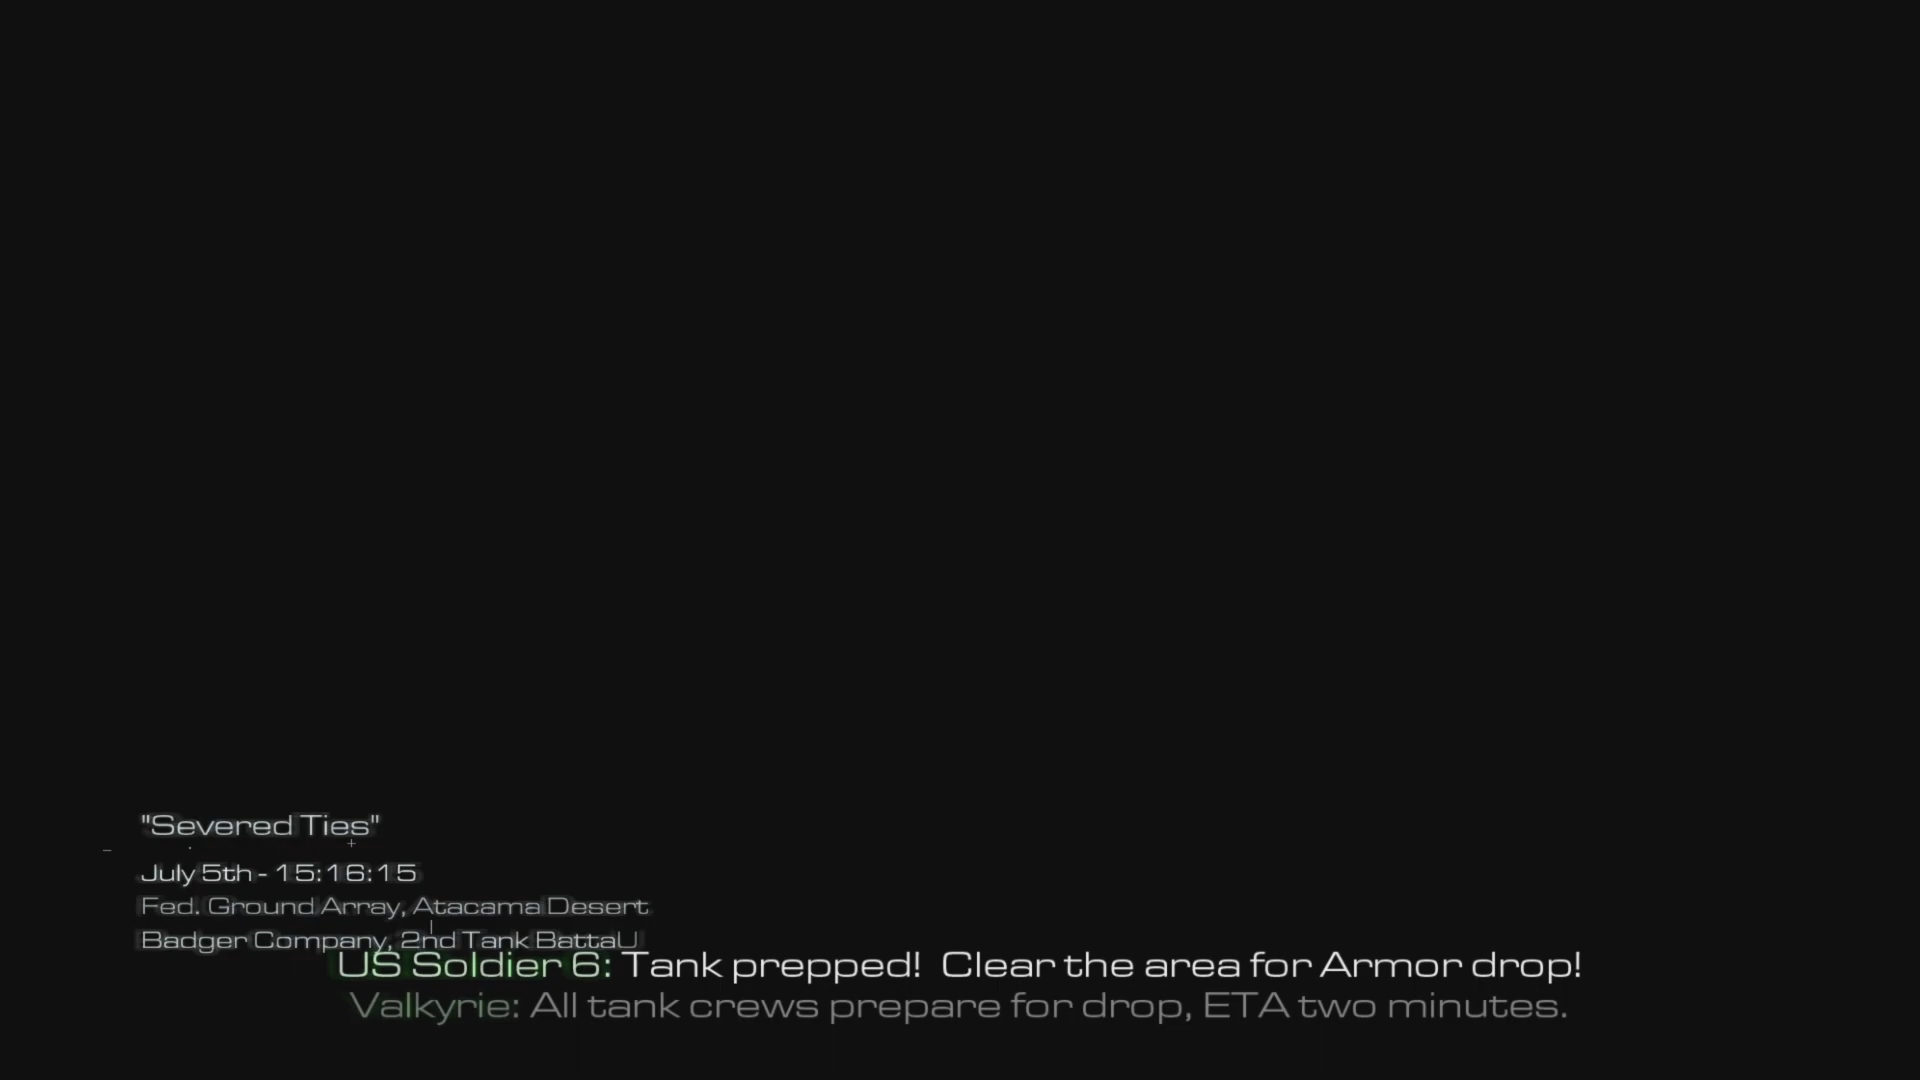 "Severed Ties"
July 5th - 15:16:15
Fed. Ground Array, Atacama Desert
Badger Company, 2nd Tank BattaU
US Soldier 6: Tank prepped!  Clear the area for Armor drop!
Valkyrie: All tank crews prepare for drop, ETA two minutes.